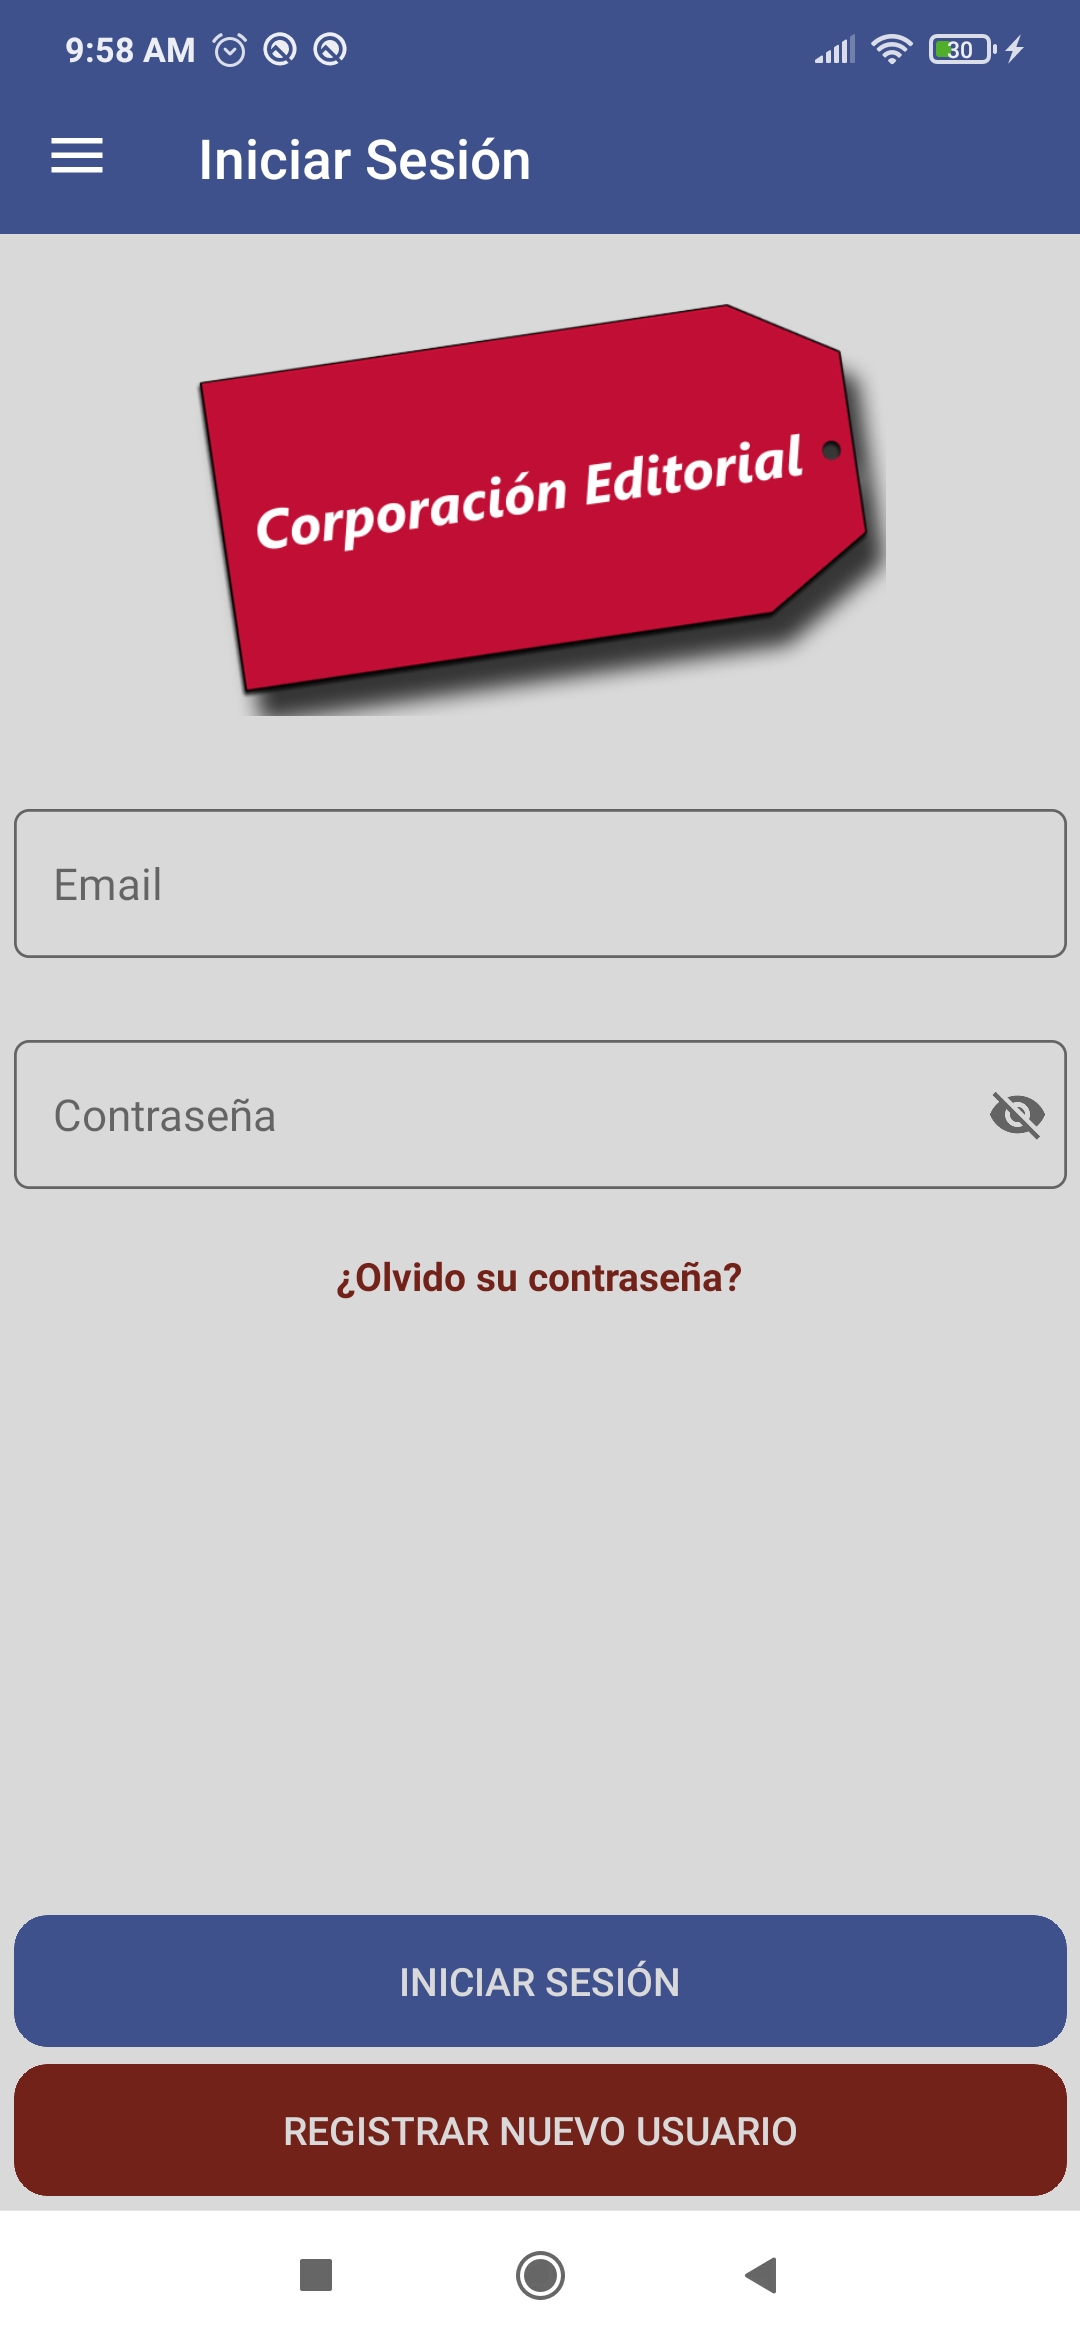 9:58 AM
30
Iniciar Sesión
Corporación Editorial
Email
Contraseña
¿Olvido su contraseña?
INICIAR SESIÓN
REGISTRAR NUEVO USUARIO